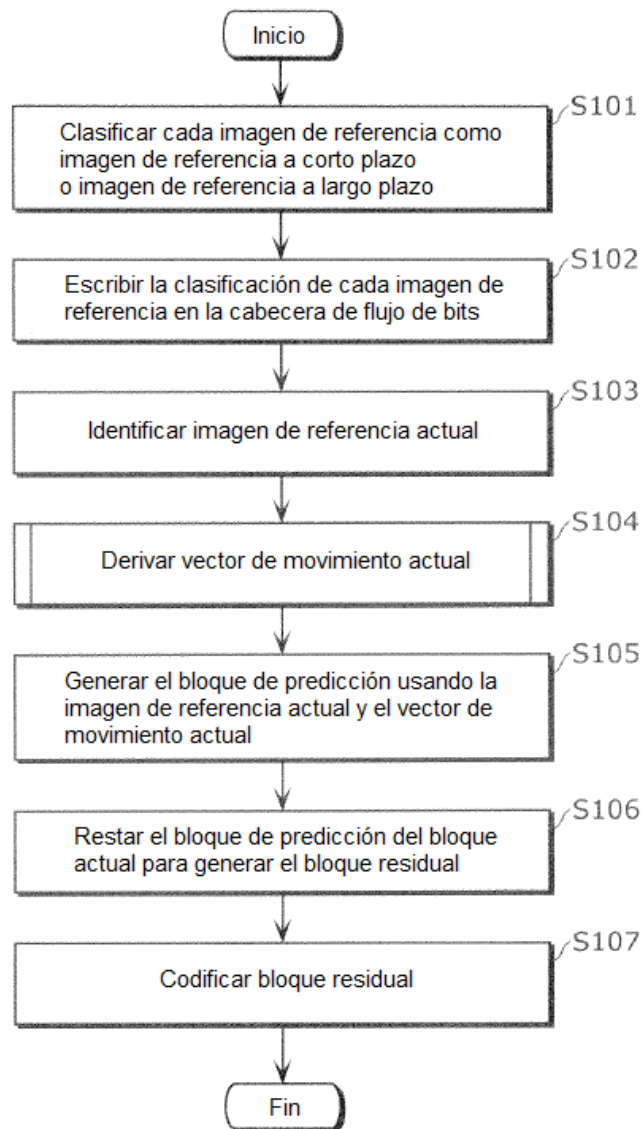 Inicio
S101
Clasificar cada imagen de referencia como
imagen de referencia a corto plazo
o imagen de referencia a largo plazo
S102
Escribir la clasificación de cada imagen de
referencia en la cabecera de flujo de bits
S103
Identificar imagen de referencia actual
S104
Derivar vector de movimiento actual
S105
Generar el bloque de predicción usando la
imagen de referencia actual y el vector de
movimiento actual
S106
Restar el bloque de predicción del bloque
actual para generar el bloque residual
S107
Codificar bloque residual
Fin